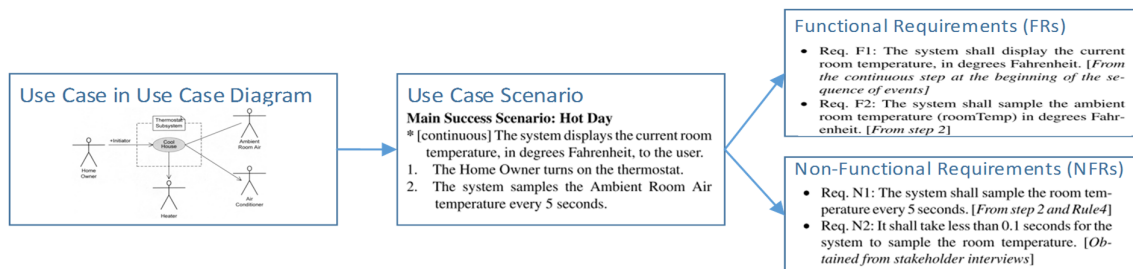 Use Case in Use Case Diagram
Thermostat
Subsystem
+Initiator
Cool
House
Home
Owner
Ambient
Room Air
Heater
Air
Conditioner
Use Case Scenario
Main Success Scenario: Hot Day
* [continuous] The system displays the current room
temperature, in degrees Fahrenheit, to the user.
1. The Home Owner turns on the thermostat.
2. The system samples the Ambient Room Air
temperature every 5 seconds.
Functional Requirements (FRs)
• Req. F1: The system shall display the current
room temperature, in degrees Fahrenheit. [From
the continuous step at the beginning of the se-
quence of events]
• Req. F2: The system shall sample the ambient
room temperature (roomTemp) in degrees Fahr-
enheit. [From step 2]
Non-Functional Requirements (NFRs)
• Req. N1: The system shall sample the room tem-
perature every 5 seconds. [From step 2 and Rule4]
• Req. N2: It shall take less than 0.1 seconds for the
system to sample the room temperature. [Ob-
tained from stakeholder interviews]